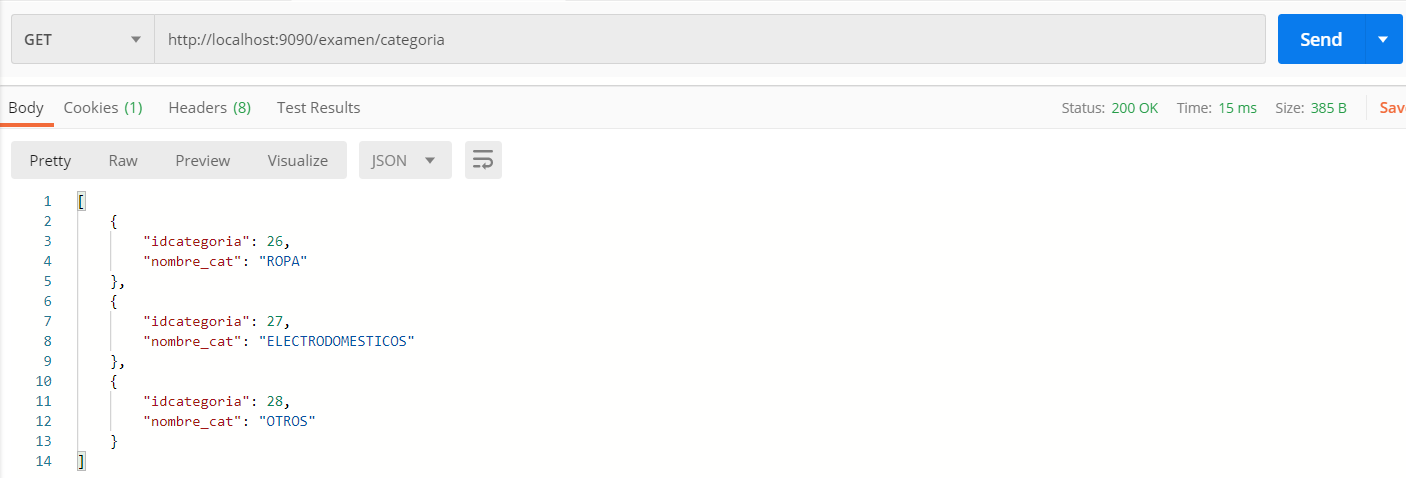 GET http://localhost:9090/examen/categoria Send
Body Cookies (1) Headers (8) Test Results Status: 200 OK Time: 15 ms Size: 385 B Sav
Pretty Raw Preview Visualize JSON
1 [
2 {
3 "idcategoria": 26,
4 "nombre_cat": "ROPA"
5 },
6 {
7 "idcategoria": 27,
8 "nombre_cat": "ELECTRODOMESTICOS"
9 },
10 {
11 "idcategoria": 28,
12 "nombre_cat": "OTROS"
13 }
14 ]